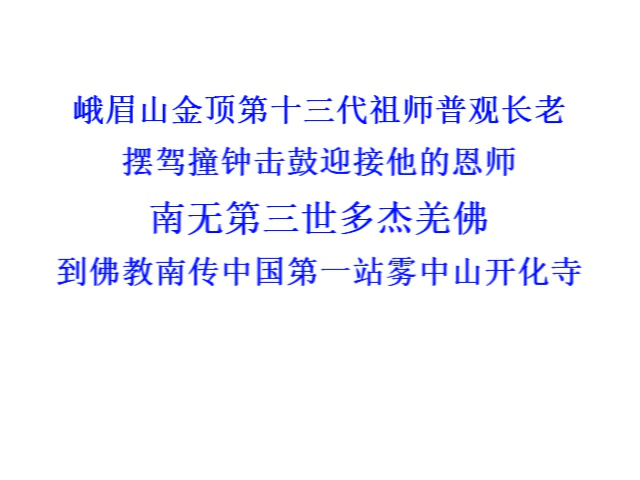 峨眉山金顶第十三代祖师普观长老
摆驾撞钟击鼓迎接他的恩师
南无第三世多杰羌佛
到佛教南传中国第一站雾中山开化寺